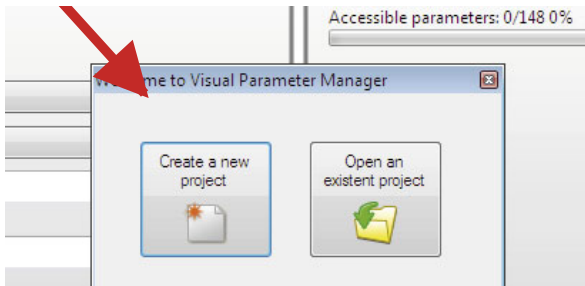 Accessible parameters: 0/148 0%
me to Visual Parameter Manager
Create a new
project
Open an
existent project